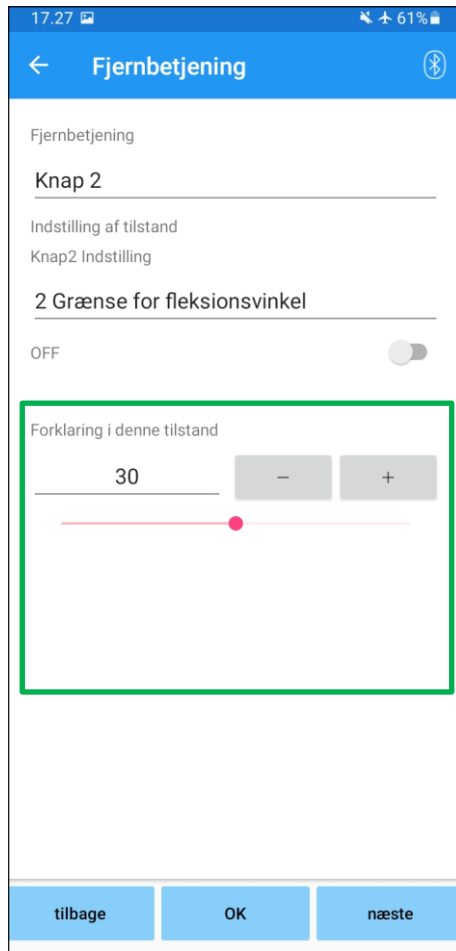 17.27 61%
Fjernbetjening
Fjernbetjening
Knap 2
Indstilling af tilstand
Knap2 Indstilling
2 Grænse for fleksionsvinkel
OFF
Forklaring i denne tilstand
30 − +
tilbage OK næste